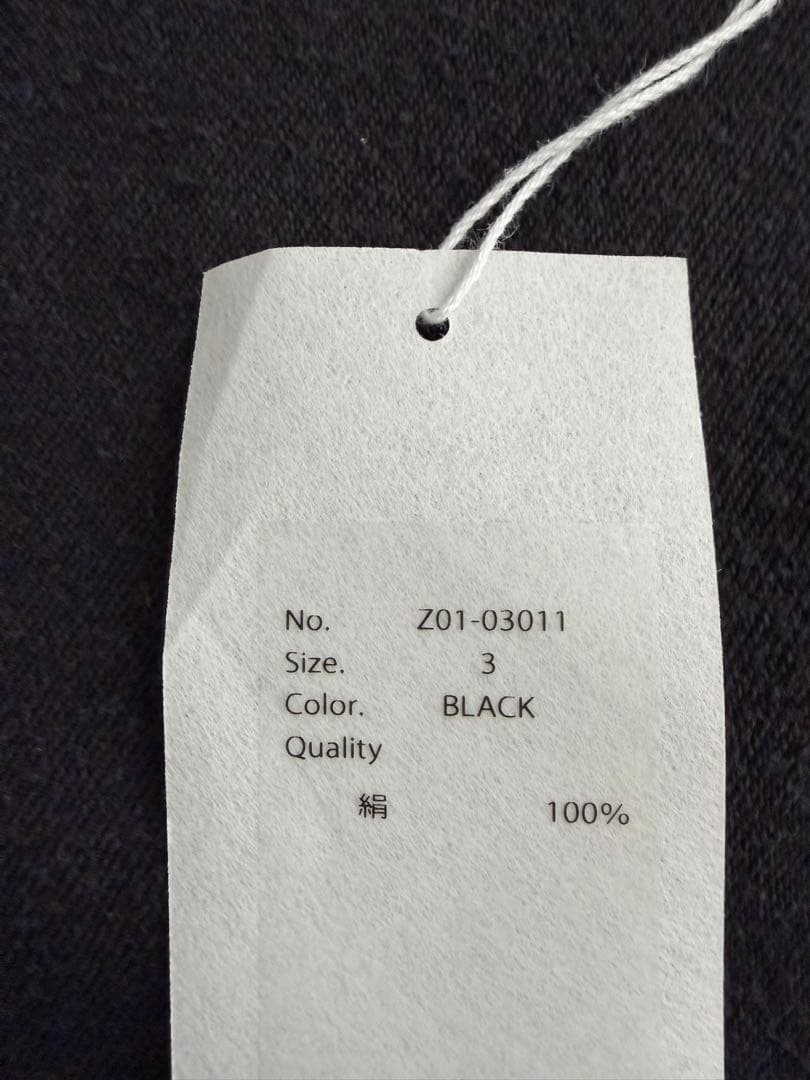 No. Z01-03011
Size. 3
Color. BLACK
Quality
絹 100%